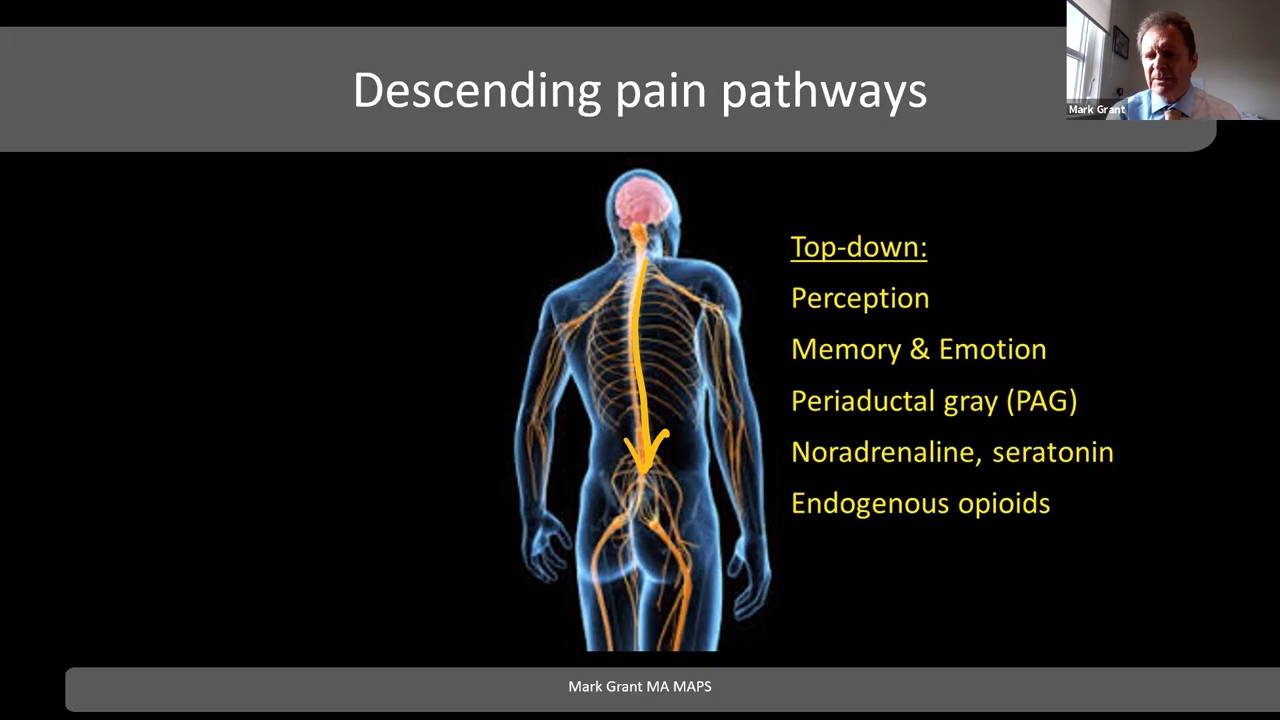 Descending pain pathways
Mark Grant
Top-down:
Perception
Memory & Emotion
Periaductal gray (PAG)
Noradrenaline, seratonin
Endogenous opioids
Mark Grant MA MAPS